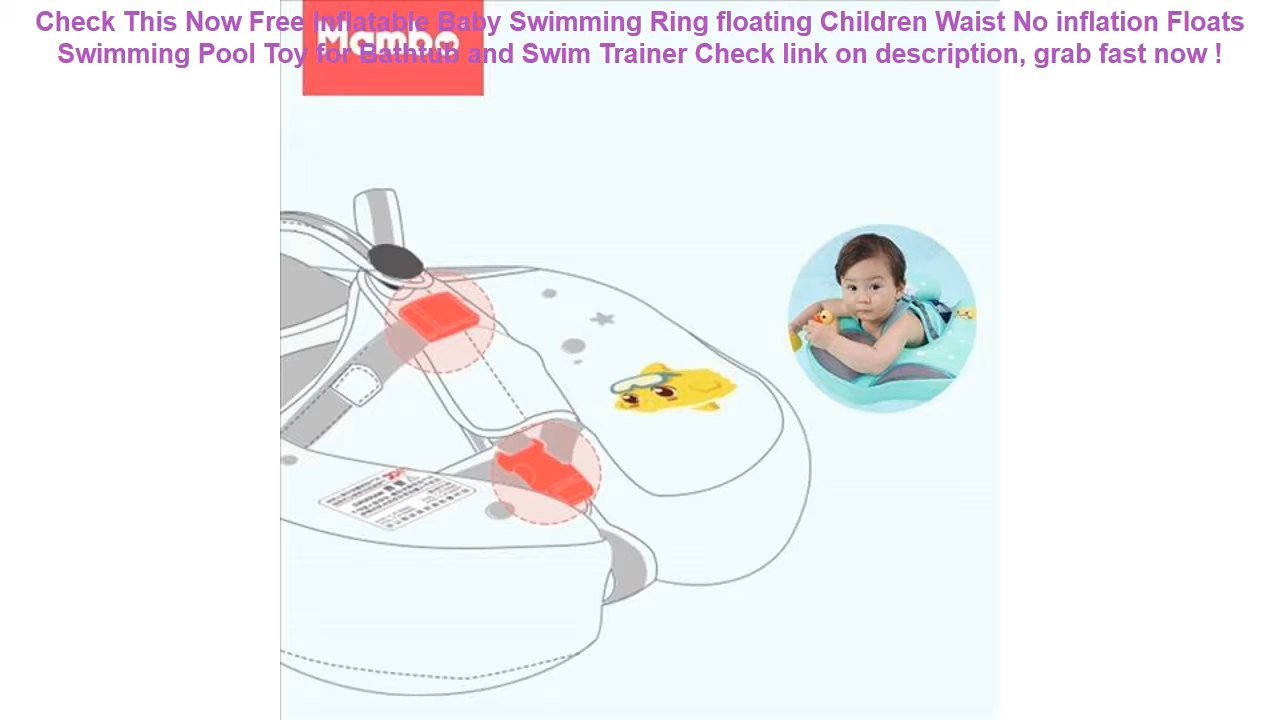 Check This Now Free Inflatable Baby Swimming Ring floating Children Waist No inflation Floats
Swimming Pool Toy for Bathtub and Swim Trainer Check link on description, grab fast now !
Mambo